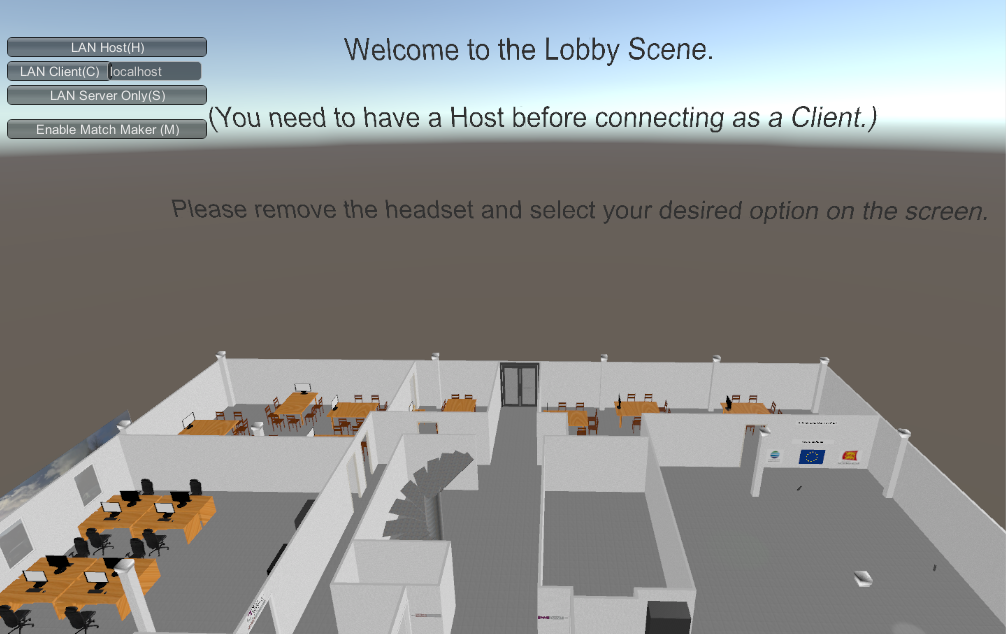 LAN Host(H)
LAN Client(C) localhost
LAN Server Only(S)
Enable Match Maker (M)
Welcome to the Lobby Scene.
(You need to have a Host before connecting as a Client.)
Please remove the headset and select your desired option on the screen.